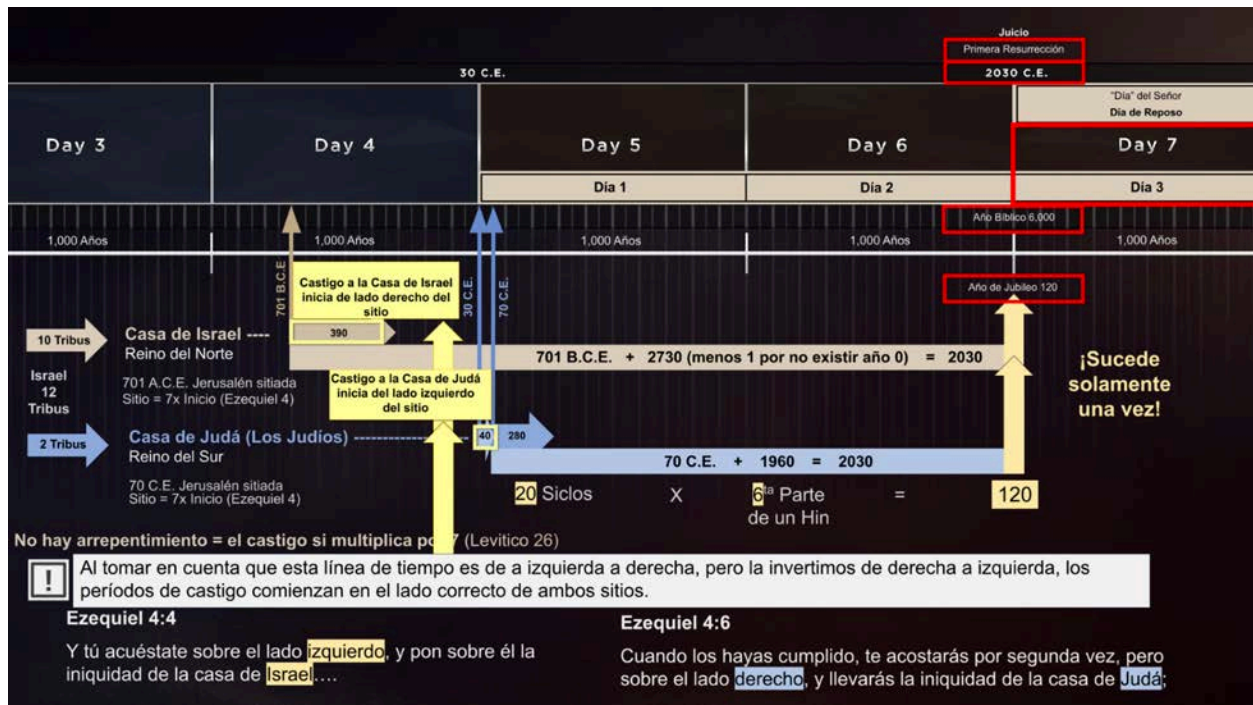 Juicio
Primera Resurrección
30 C.E.
2030 C.E.
"Día" del Señor
Día de Reposo
Day 3
Day 4
Day 5
Day 6
Day 7
Día 1
Día 2
Día 3
Año Bíblico 6,000
1,000 Años
1,000 Años
1,000 Años
1,000 Años
1,000 Años
701 B.C.E
30 C.E.
70 C.E.
Castigo a la Casa de Israel
inicia de lado derecho del
sitio
Año de Jubileo 120
10 Tribus
Casa de Israel ----
390
Reino del Norte
701 B.C.E. + 2730 (menos 1 por no existir año 0) = 2030
¡Sucede
solamente
una vez!
Israel
12
Tribus
701 A.C.E. Jerusalén sitiada
Sitio = 7x Inicio (Ezequiel 4)
Castigo a la Casa de Judá
inicia del lado izquierdo
del sitio
2 Tribus
Casa de Judá (Los Judíos) ----------------
40
280
Reino del Sur
70 C.E. + 1960 = 2030
70 C.E. Jerusalén sitiada
Sitio = 7x Inicio (Ezequiel 4)
20 Siclos X 6ta Parte = 120
de un Hin
No hay arrepentimiento = el castigo si multiplica por 7 (Levitico 26)
! Al tomar en cuenta que esta línea de tiempo es de a izquierda a derecha, pero la invertimos de derecha a izquierda, los
períodos de castigo comienzan en el lado correcto de ambos sitios.
Ezequiel 4:4
Y tú acuéstate sobre el lado izquierdo, y pon sobre él la
iniquidad de la casa de Israel….
Ezequiel 4:6
Cuando los hayas cumplido, te acostarás por segunda vez, pero
sobre el lado derecho, y llevarás la iniquidad de la casa de Judá;